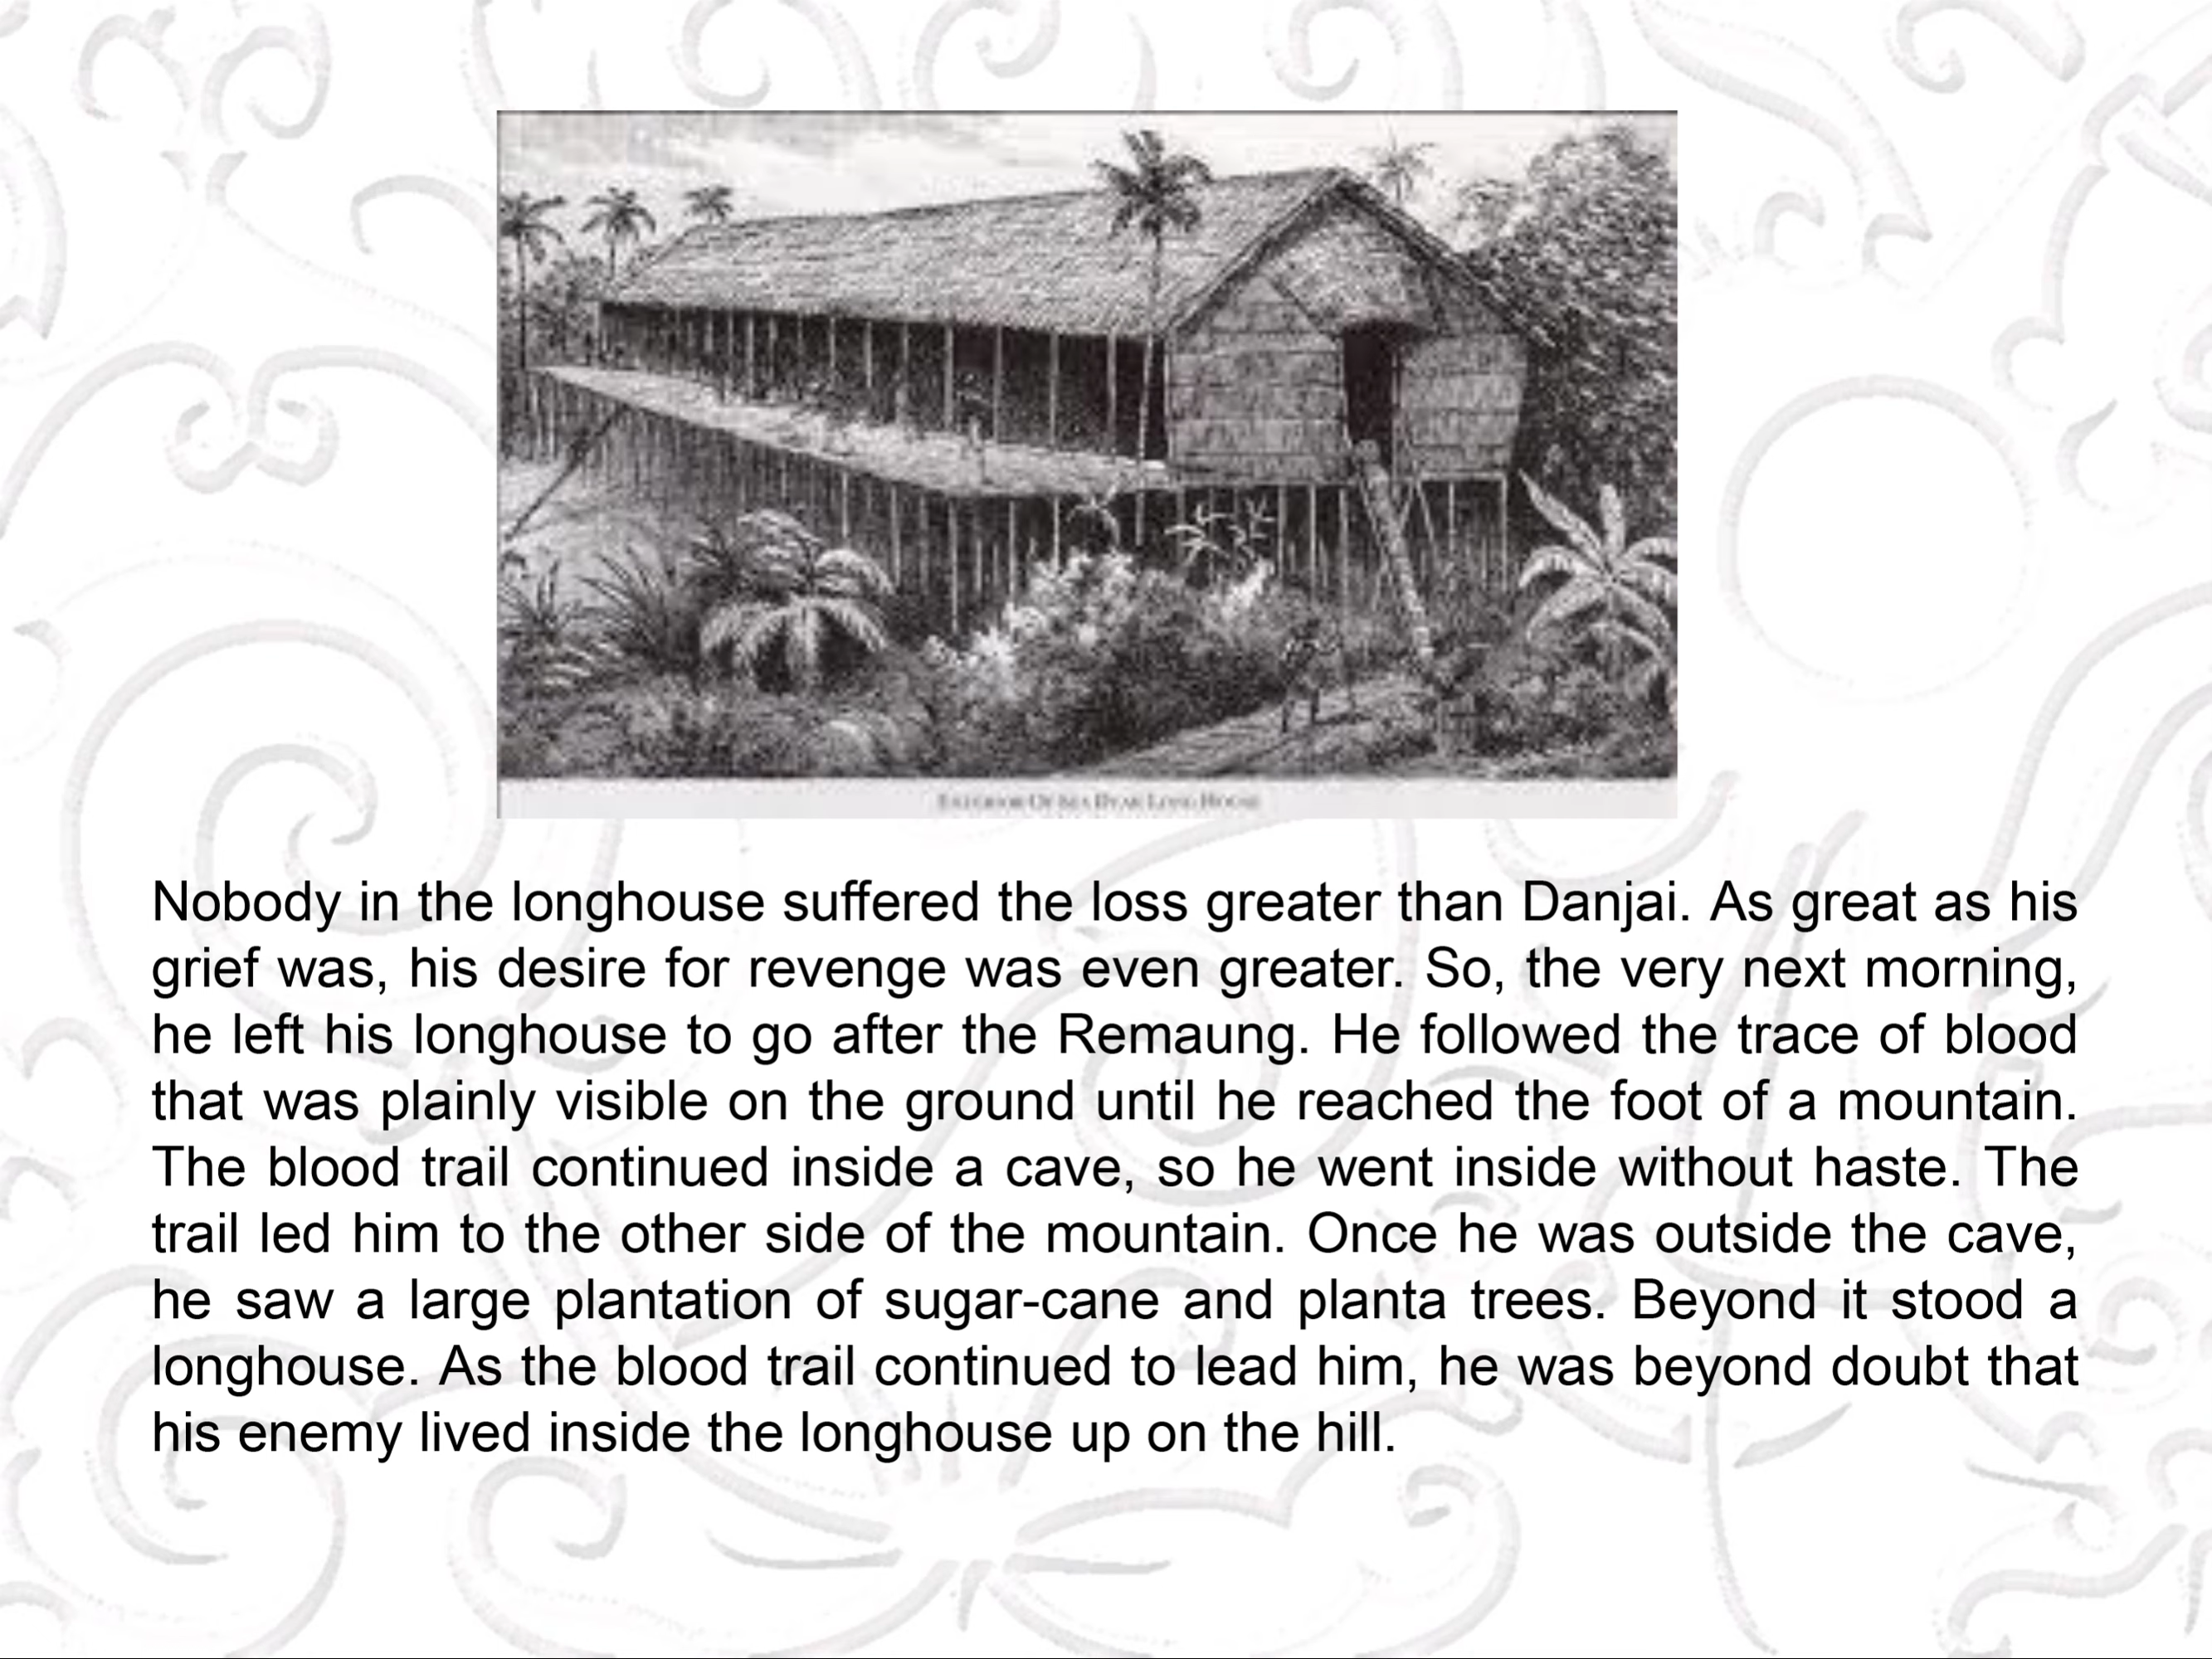 EXTERIOR OF SEA DYAK LONG HOUSE
Nobody in the longhouse suffered the loss greater than Danjai. As great as his
grief was, his desire for revenge was even greater. So, the very next morning,
he left his longhouse to go after the Remaung. He followed the trace of blood
that was plainly visible on the ground until he reached the foot of a mountain.
The blood trail continued inside a cave, so he went inside without haste. The
trail led him to the other side of the mountain. Once he was outside the cave,
he saw a large plantation of sugar-cane and planta trees. Beyond it stood a
longhouse. As the blood trail continued to lead him, he was beyond doubt that
his enemy lived inside the longhouse up on the hill.